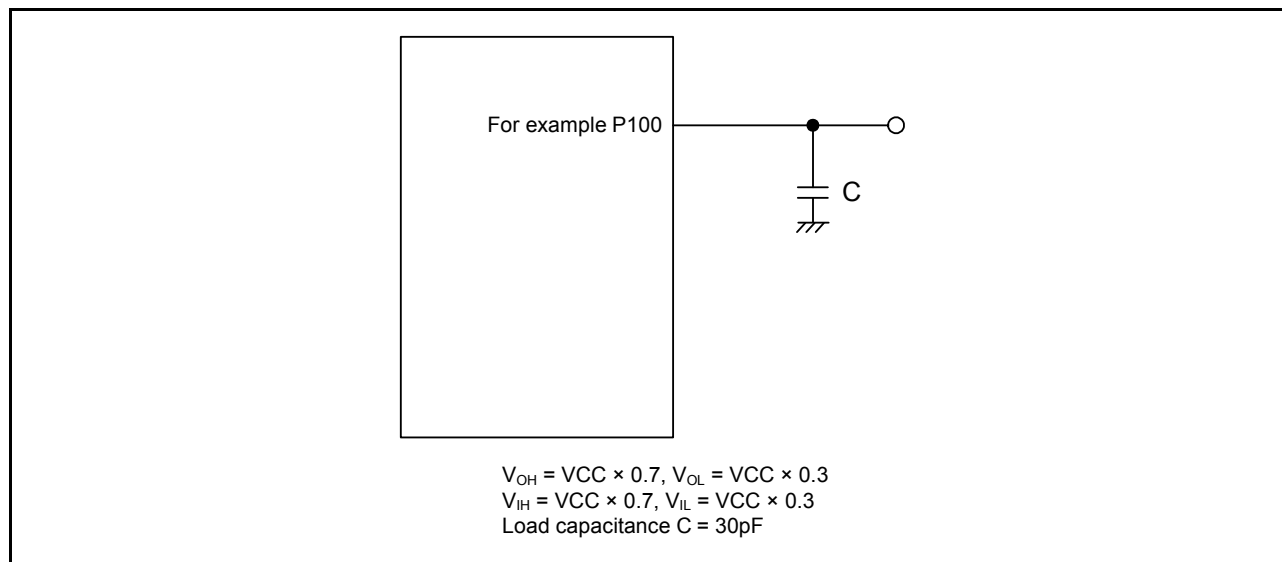 For example P100
C
V_OH = VCC × 0.7, V_OL = VCC × 0.3
V_IH = VCC × 0.7, V_IL = VCC × 0.3
Load capacitance C = 30pF